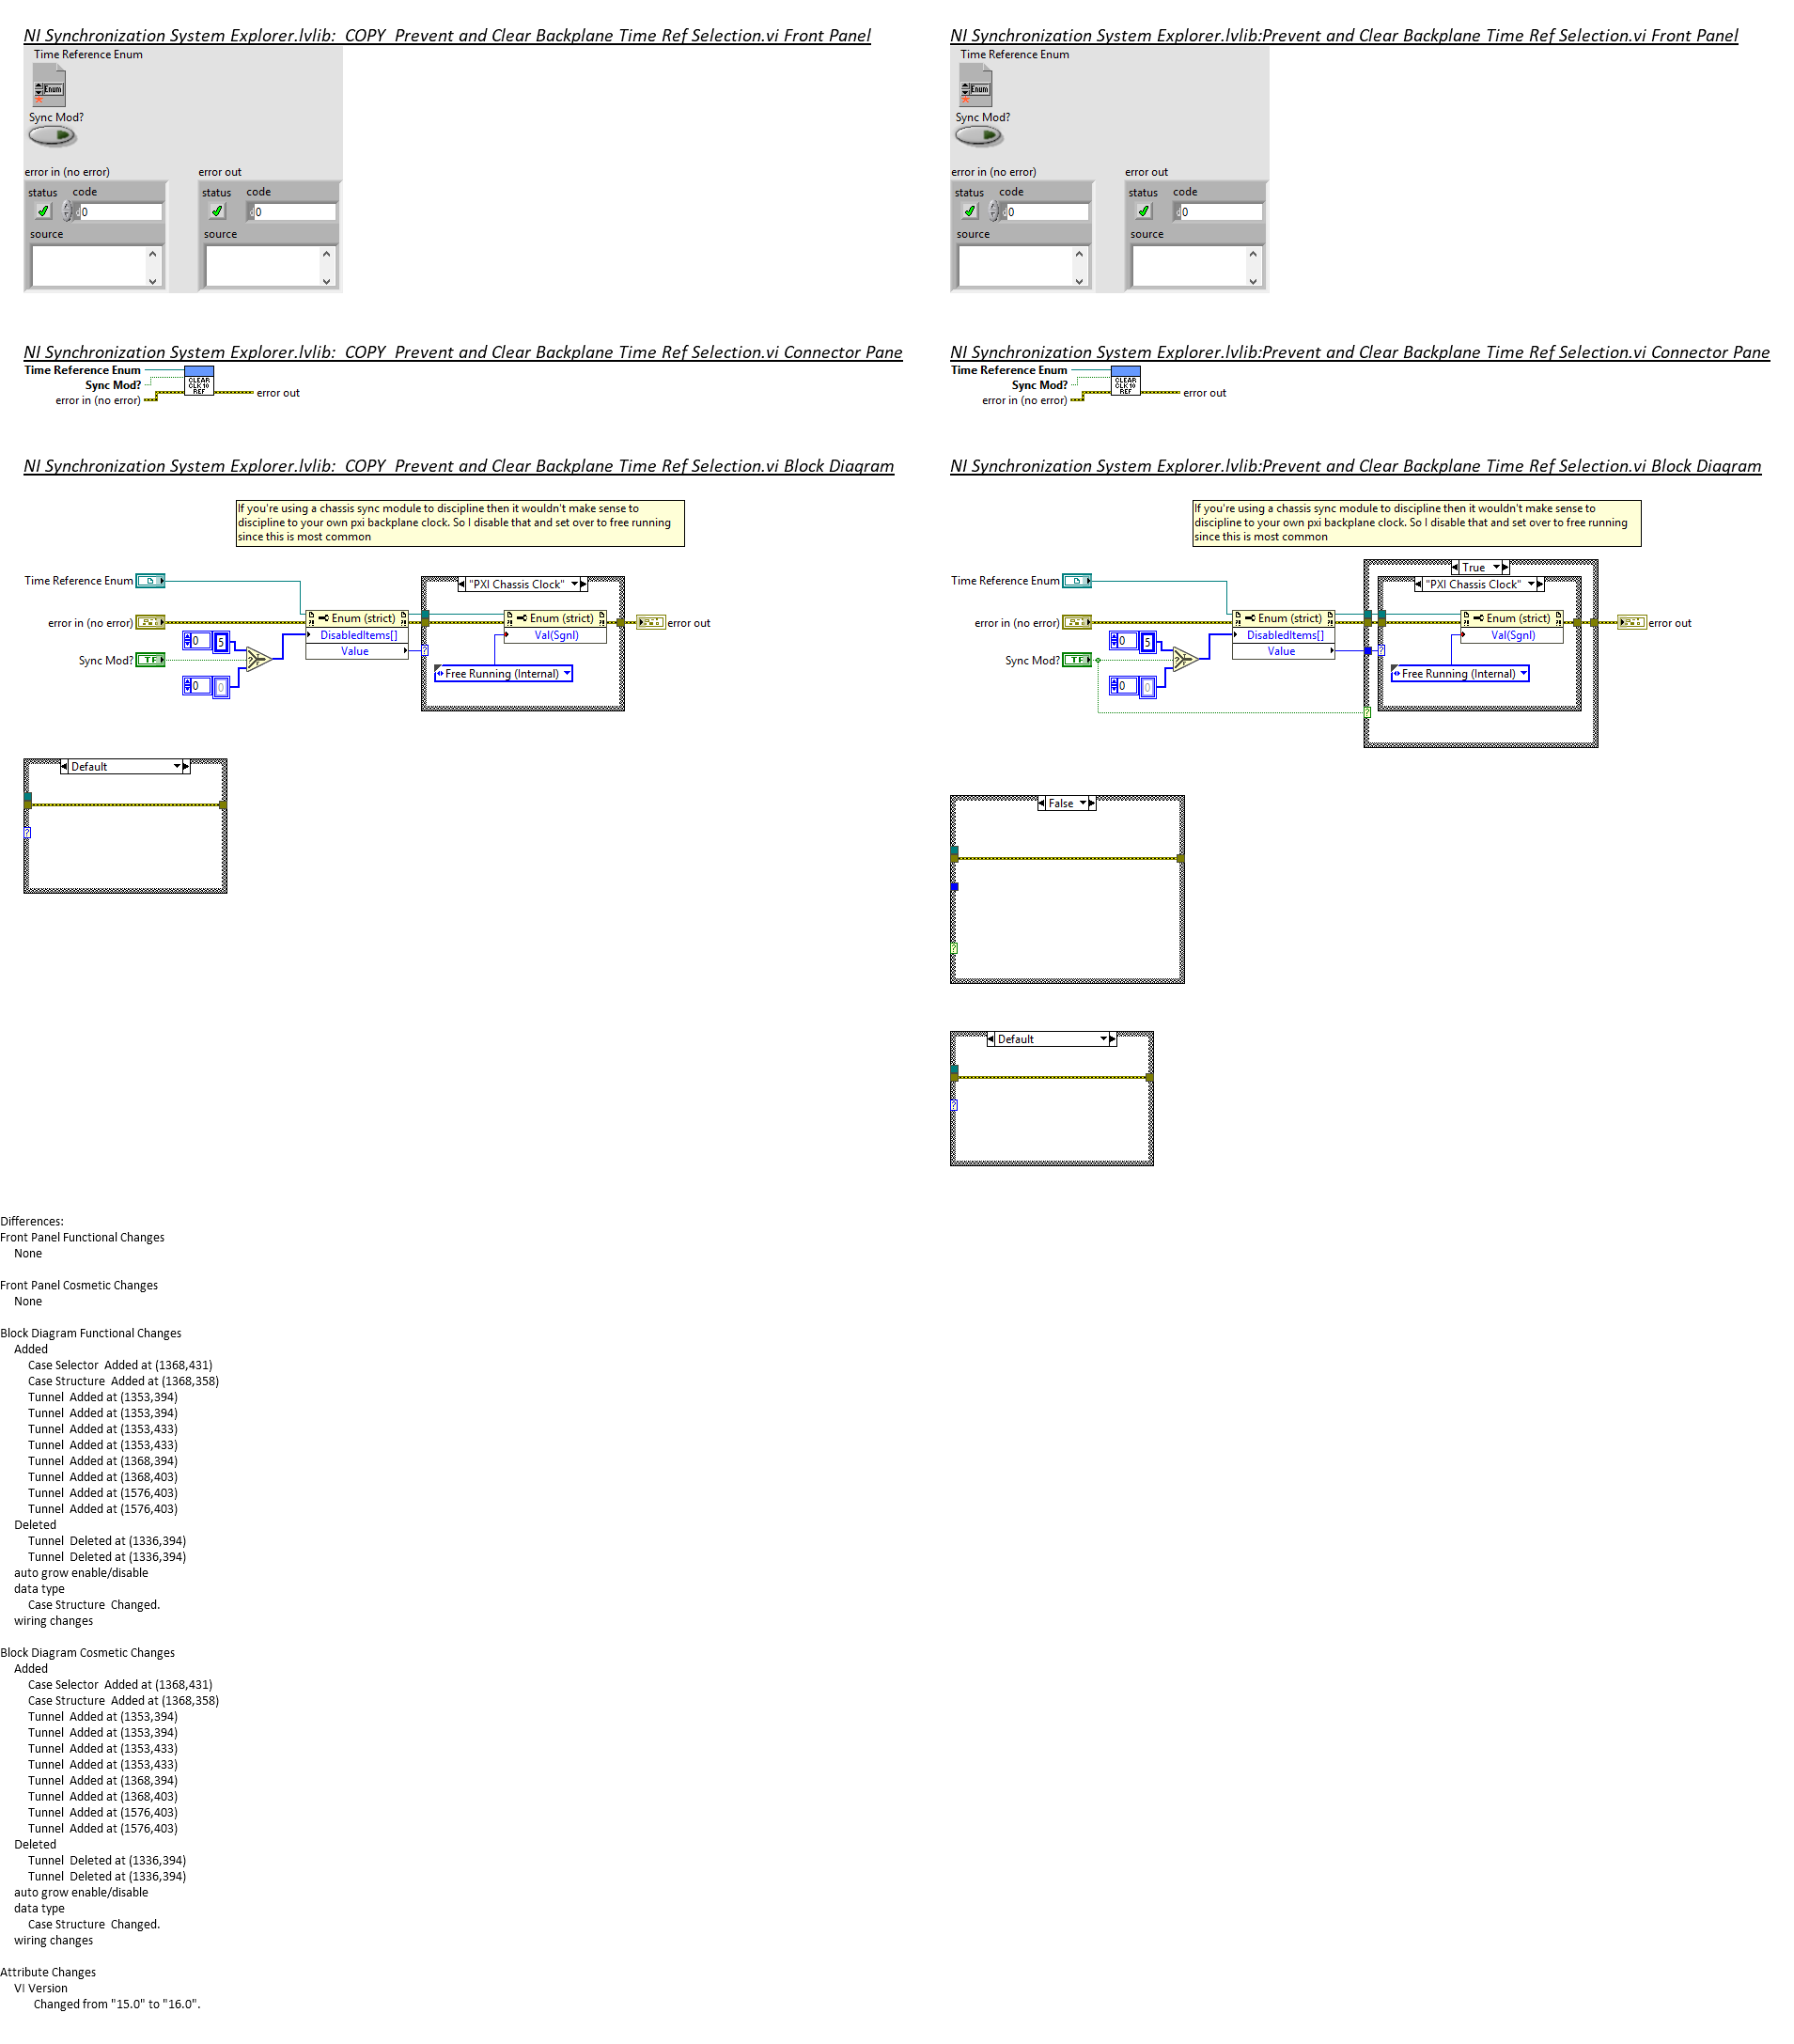 NI Synchronization System Explorer.lvlib:  COPY  Prevent and Clear Backplane Time Ref Selection.vi Front Panel
Time Reference Enum
Enum
Sync Mod?
error in (no error)
error out
status
code
status
code
0
0
source
source
NI Synchronization System Explorer.lvlib:  COPY  Prevent and Clear Backplane Time Ref Selection.vi Connector Pane
Time Reference Enum
Sync Mod?
error in (no error)
CLEAR
CLK 10
REF
error out
NI Synchronization System Explorer.lvlib:  COPY  Prevent and Clear Backplane Time Ref Selection.vi Block Diagram
If you're using a chassis sync module to discipline then it wouldn't make sense to
discipline to your own pxi backplane clock. So I disable that and set over to free running
since this is most common
Time Reference Enum
error in (no error)
Sync Mod?
TF
0
5
0
0
?
Enum (strict)
DisabledItems[]
Value
"PXI Chassis Clock"
?
Enum (strict)
Val(Sgnl)
Free Running (Internal)
error out
Default
?
NI Synchronization System Explorer.lvlib:Prevent and Clear Backplane Time Ref Selection.vi Front Panel
Time Reference Enum
Enum
Sync Mod?
error in (no error)
error out
status
code
status
code
0
0
source
source
NI Synchronization System Explorer.lvlib:Prevent and Clear Backplane Time Ref Selection.vi Connector Pane
Time Reference Enum
Sync Mod?
error in (no error)
CLEAR
CLK 10
REF
error out
NI Synchronization System Explorer.lvlib:Prevent and Clear Backplane Time Ref Selection.vi Block Diagram
If you're using a chassis sync module to discipline then it wouldn't make sense to
discipline to your own pxi backplane clock. So I disable that and set over to free running
since this is most common
Time Reference Enum
error in (no error)
Sync Mod?
TF
0
5
0
0
?
Enum (strict)
DisabledItems[]
Value
True
"PXI Chassis Clock"
?
Enum (strict)
Val(Sgnl)
Free Running (Internal)
?
error out
False
?
Default
?
Differences:
Front Panel Functional Changes
None
Front Panel Cosmetic Changes
None
Block Diagram Functional Changes
Added
Case Selector  Added at (1368,431)
Case Structure  Added at (1368,358)
Tunnel  Added at (1353,394)
Tunnel  Added at (1353,394)
Tunnel  Added at (1353,433)
Tunnel  Added at (1353,433)
Tunnel  Added at (1368,394)
Tunnel  Added at (1368,403)
Tunnel  Added at (1576,403)
Tunnel  Added at (1576,403)
Deleted
Tunnel  Deleted at (1336,394)
Tunnel  Deleted at (1336,394)
auto grow enable/disable
data type
Case Structure  Changed.
wiring changes
Block Diagram Cosmetic Changes
Added
Case Selector  Added at (1368,431)
Case Structure  Added at (1368,358)
Tunnel  Added at (1353,394)
Tunnel  Added at (1353,394)
Tunnel  Added at (1353,433)
Tunnel  Added at (1353,433)
Tunnel  Added at (1368,394)
Tunnel  Added at (1368,403)
Tunnel  Added at (1576,403)
Tunnel  Added at (1576,403)
Deleted
Tunnel  Deleted at (1336,394)
Tunnel  Deleted at (1336,394)
auto grow enable/disable
data type
Case Structure  Changed.
wiring changes
Attribute Changes
VI Version
Changed from "15.0" to "16.0".